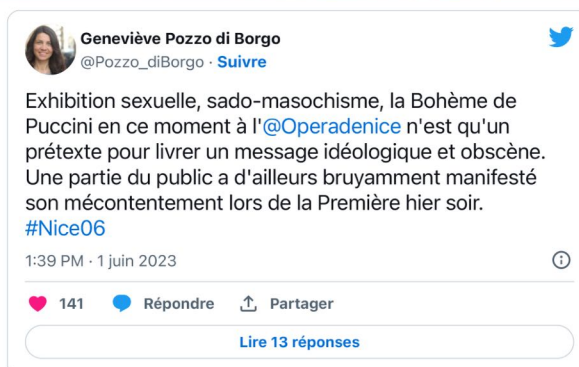 Geneviève Pozzo di Borgo
@Pozzo_diBorgo · Suivre
Exhibition sexuelle, sado-masochisme, la Bohème de
Puccini en ce moment à l'@Operadenice n'est qu'un
prétexte pour livrer un message idéologique et obscène.
Une partie du public a d'ailleurs bruyamment manifesté
son mécontentement lors de la Première hier soir.
#Nice06
1:39 PM · 1 juin 2023
141 Répondre Partager
Lire 13 réponses